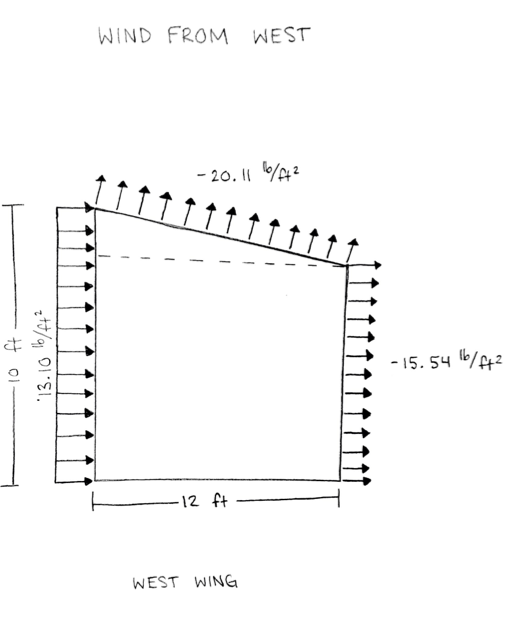 WIND FROM WEST
-20.11 lb/ft²
10 ft
13.10 lb/ft²
-15.54 lb/ft²
12 ft
WEST WING